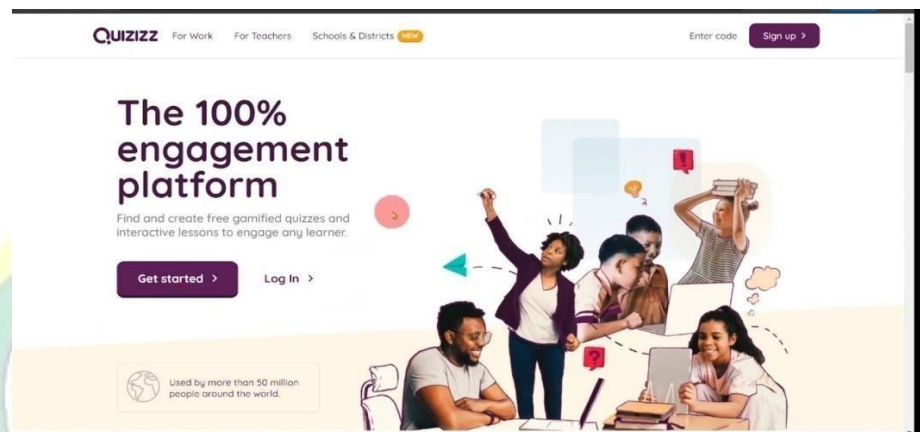 QUIZIZZ For Work For Teachers Schools & Districts NEW Enter code Sign up >
The 100%
engagement
platform
Find and create free gamified quizzes and
interactive lessons to engage any learner.
Get started > Log In >
Used by more than 50 million
people around the world.